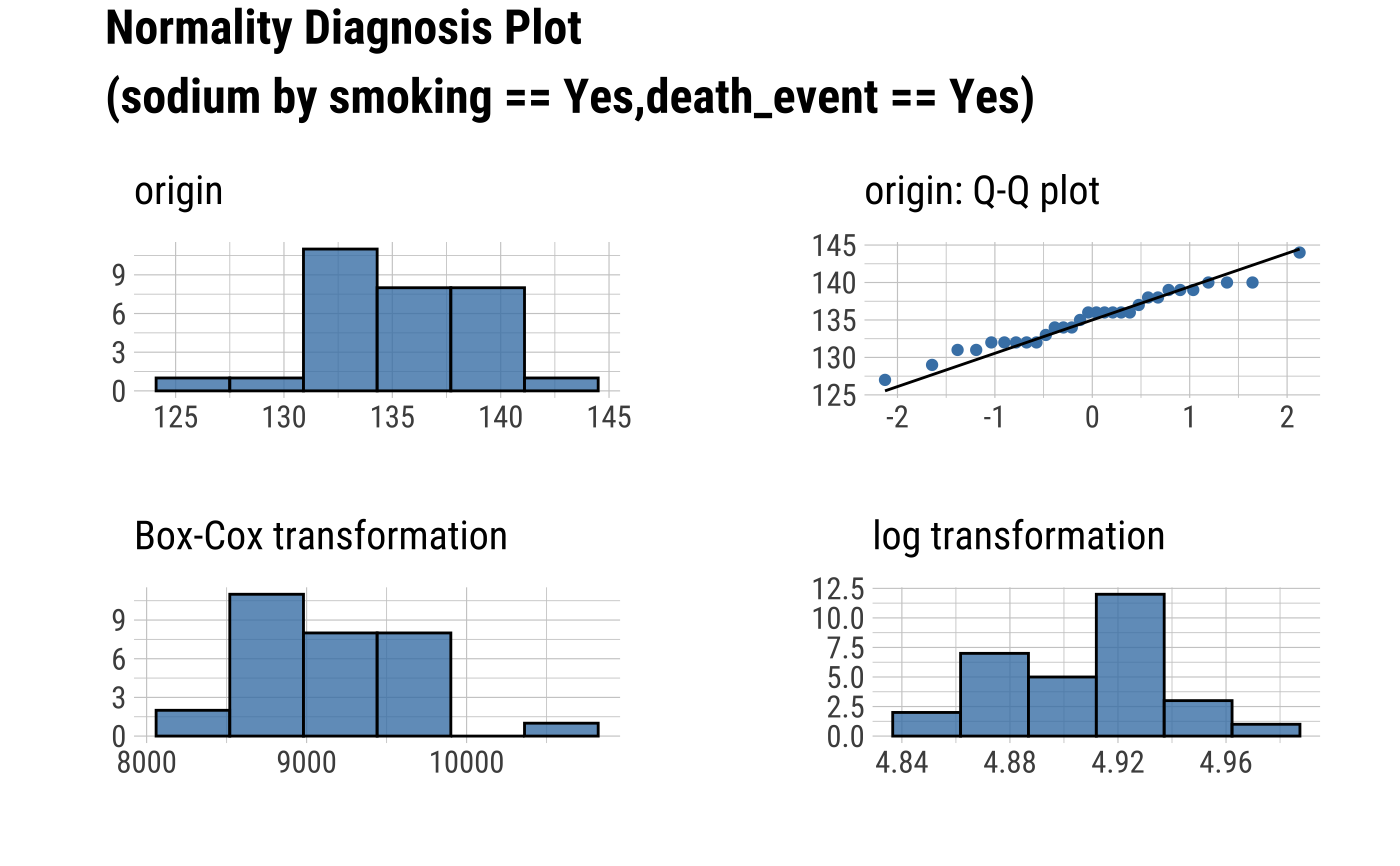 Normality Diagnosis Plot
(sodium by smoking == Yes,death_event == Yes)
origin
9
6
3
0
125 130 135 140 145
origin: Q-Q plot
145
140
135
130
125
-2 -1 0 1 2
Box-Cox transformation
9
6
3
0
8000 9000 10000
log transformation
12.5
10.0
7.5
5.0
2.5
0.0
4.84 4.88 4.92 4.96